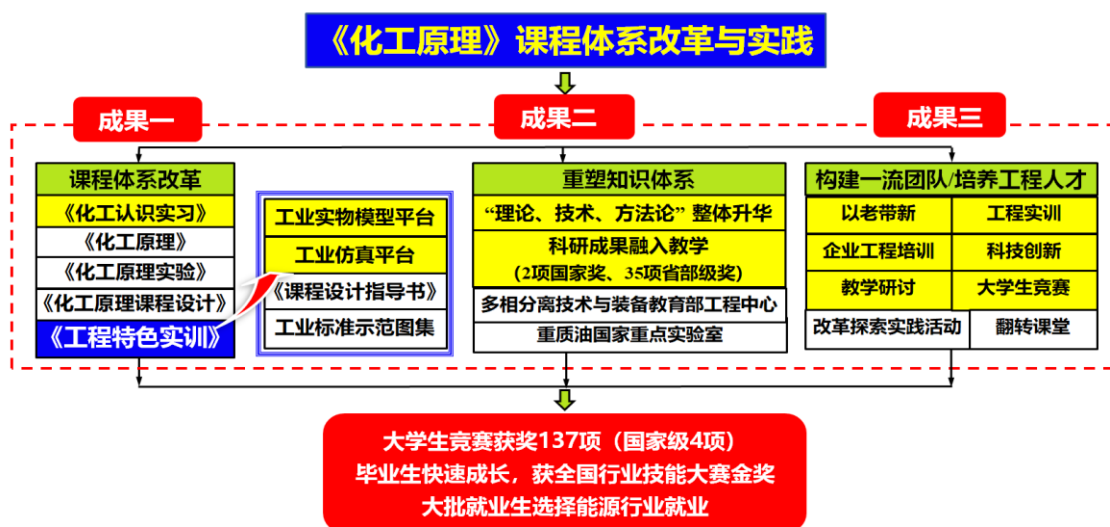 《化工原理》课程体系改革与实践
成果一
成果二
成果三
课程体系改革
《化工认识实习》
《化工原理》
《化工原理实验》
《化工原理课程设计》
《工程特色实训》
工业实物模型平台
工业仿真平台
《课程设计指导书》
工业标准示范图集
重塑知识体系
“理论、技术、方法论”整体升华
科研成果融入教学
(2项国家奖、35项省部级奖)
多相分离技术与装备教育部工程中心
重质油国家重点实验室
构建一流团队/培养工程人才
以老带新 工程实训
企业工程培训 科技创新
教学研讨 大学生竞赛
改革探索实践活动 翻转课堂
大学生竞赛获奖137项（国家级4项）
毕业生快速成长，获全国行业技能大赛金奖
大批就业生选择能源行业就业